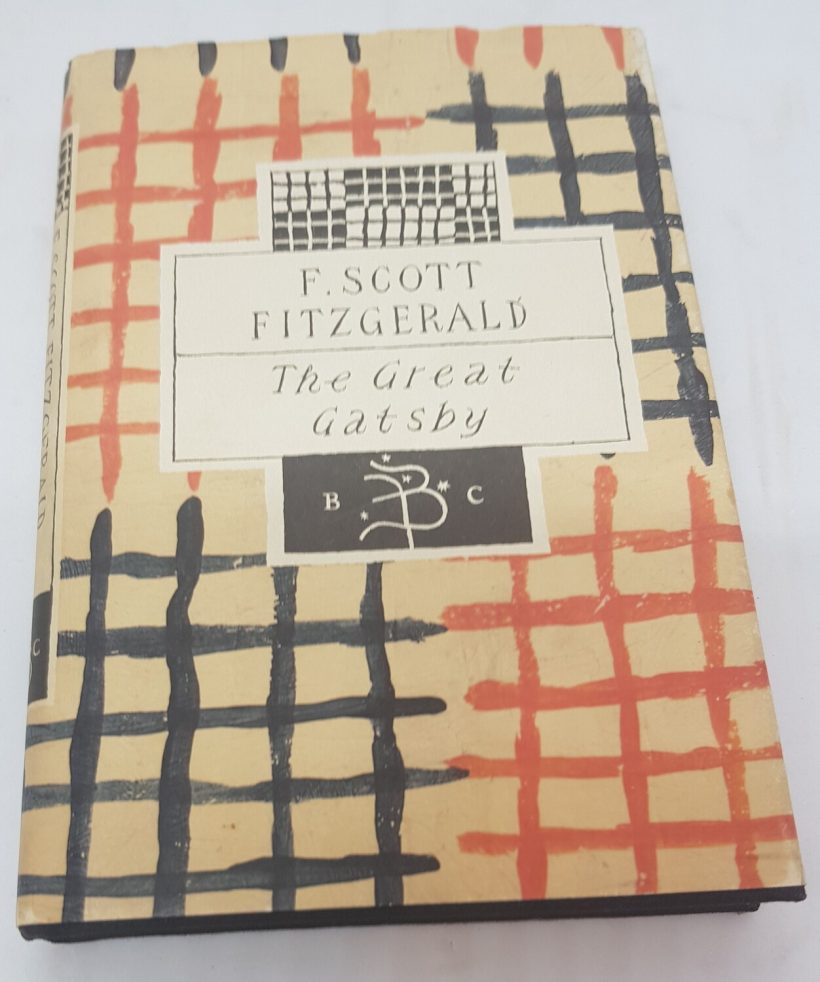 F. SCOTT
FITZGERALD
The Great
Gatsby
B B C
F. SCOTT FITZGERALD
C